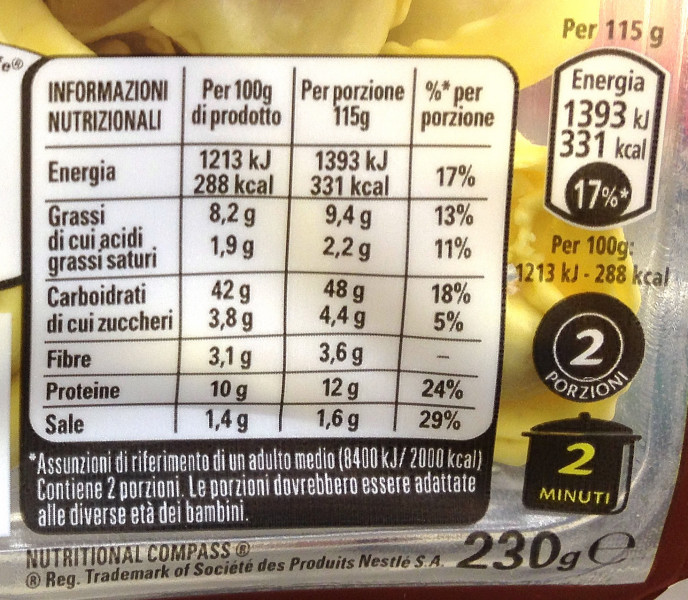 e®
INFORMAZIONI NUTRIZIONALI Per 100g di prodotto Per porzione 115g %* per porzione
Energia 1213 kJ 288 kcal 1393 kJ 331 kcal 17%
Grassi 8,2 g 9,4 g 13%
di cui acidi grassi saturi 1,9 g 2,2 g 11%
Carboidrati 42 g 48 g 18%
di cui zuccheri 3,8 g 4,4 g 5%
Fibre 3,1 g 3,6 g –
Proteine 10 g 12 g 24%
Sale 1,4 g 1,6 g 29%
*Assunzioni di riferimento di un adulto medio (8400 kJ/ 2000 kcal)
Contiene 2 porzioni. Le porzioni dovrebbero essere adattate
alle diverse età dei bambini.
NUTRITIONAL COMPASS ®
® Reg. Trademark of Société des Produits Nestlé S.A.
Per 115 g
Energia
1393 kJ
331 kcal
17%*
Per 100g:
1213 kJ - 288 kcal
2
PORZIONI
2
MINUTI
230g e